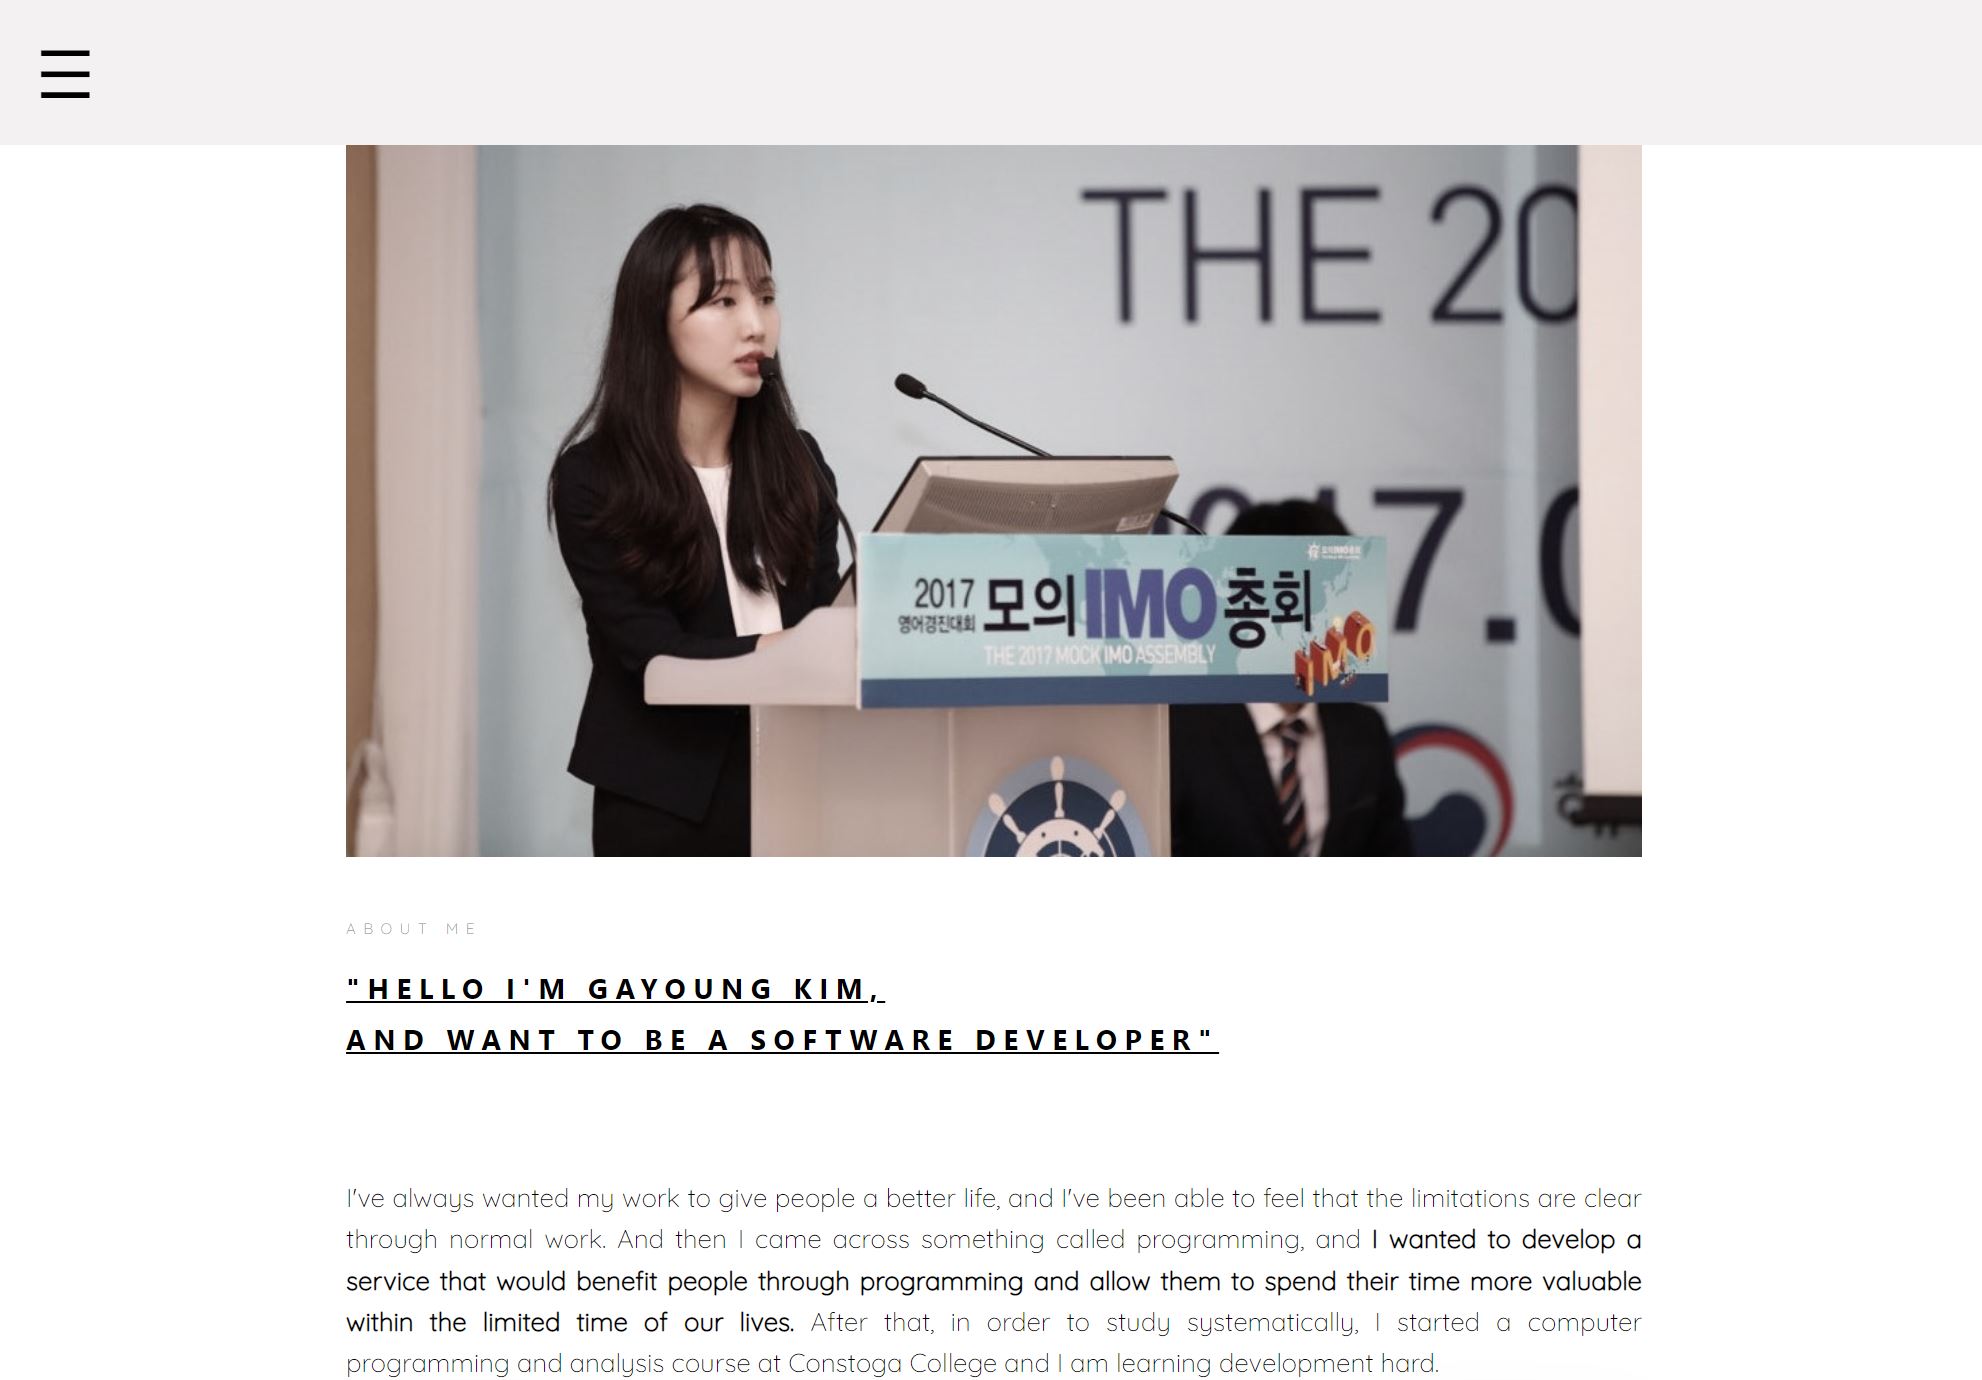 THE 20
7.0
2017
영어경진대회
모의IMO총회
THE 2017 MOCK IMO ASSEMBLY
IMO
ABOUT ME
"HELLO I'M GAYOUNG KIM,
AND WANT TO BE A SOFTWARE DEVELOPER"
I've always wanted my work to give people a better life, and I've been able to feel that the limitations are clear
through normal work. And then I came across something called programming, and I wanted to develop a
service that would benefit people through programming and allow them to spend their time more valuable
within the limited time of our lives. After that, in order to study systematically, I started a computer
programming and analysis course at Constoga College and I am learning development hard.